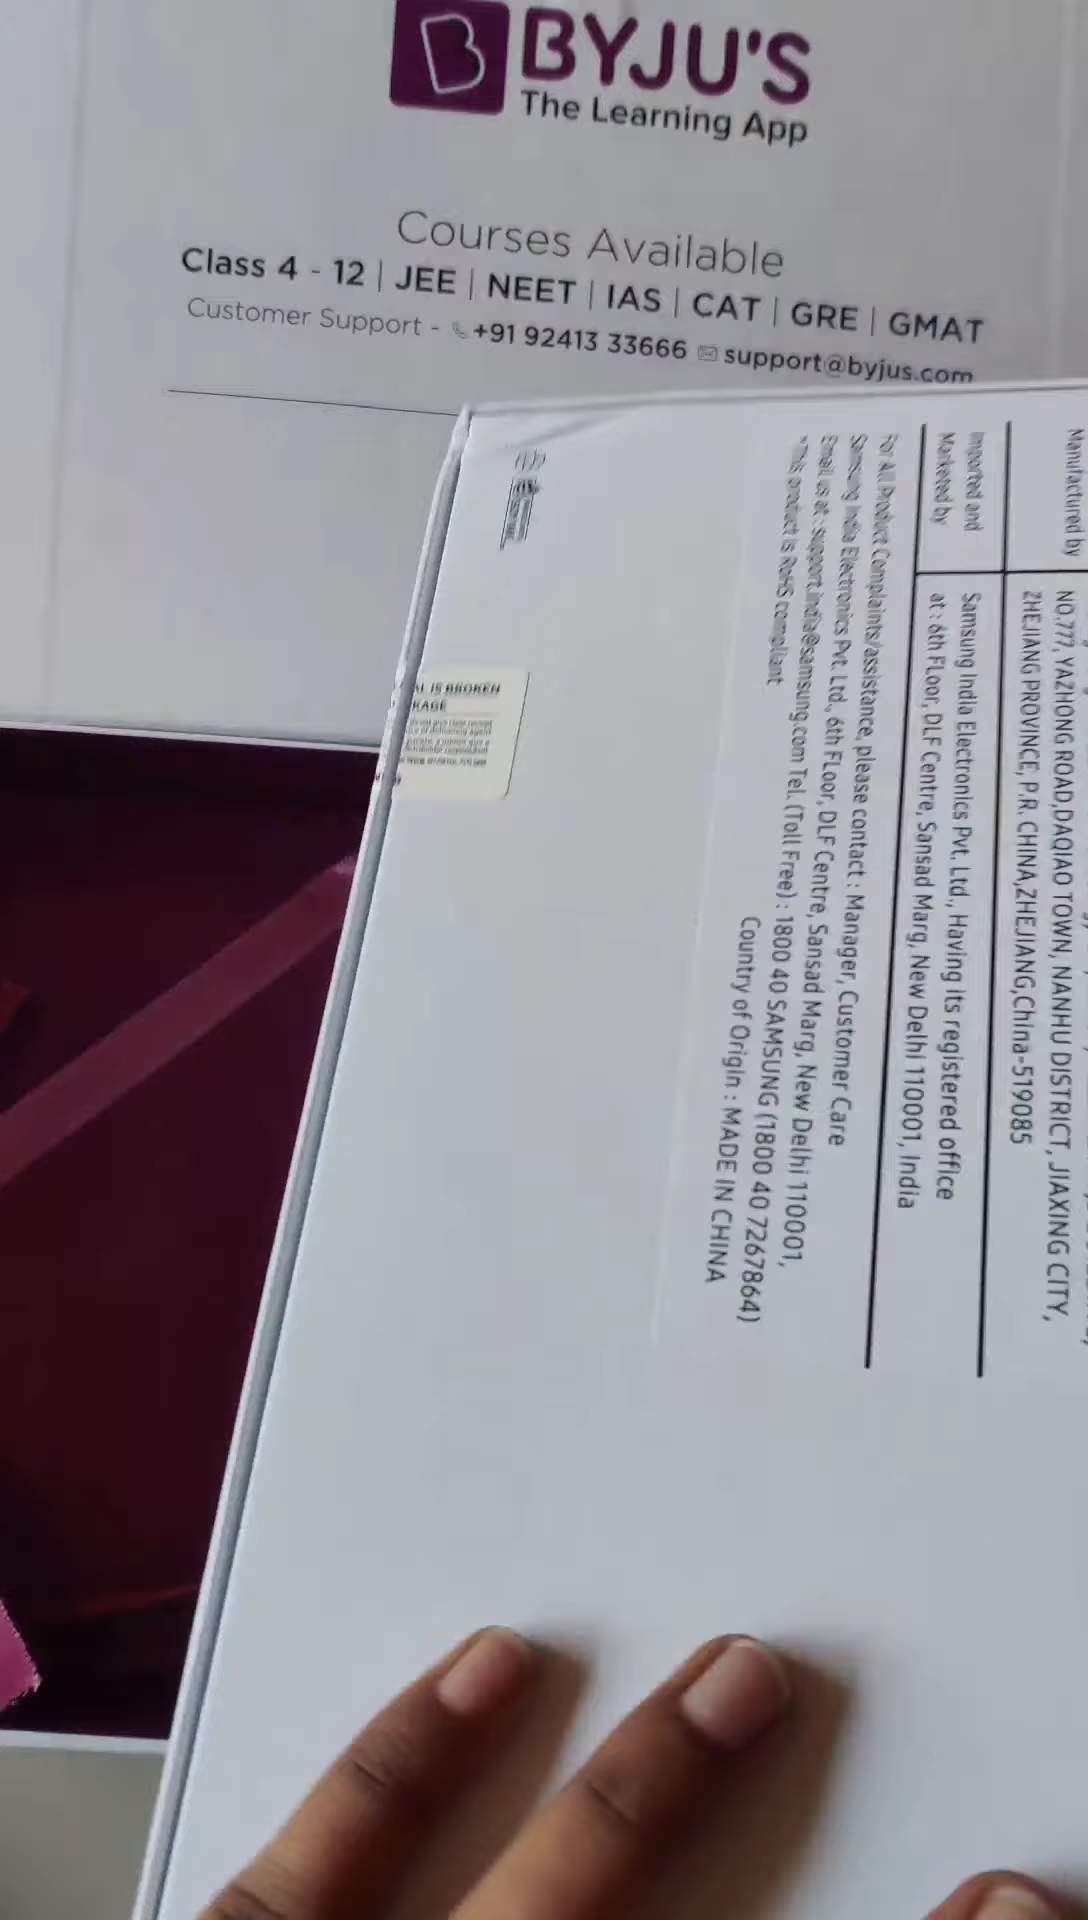 BYJU'S
The Learning App
Courses Available
Class 4 - 12 | JEE | NEET | IAS | CAT | GRE | GMAT
Customer Support - +91 92413 33666 support@byjus.com
Manufactured by
NO.777, YAZHONG ROAD,DAQIAO TOWN, NANHU DISTRICT, JIAXING CITY,
ZHEJIANG PROVINCE, P.R. CHINA,ZHEJIANG,China-519085
Imported and
Marketed by
Samsung India Electronics Pvt. Ltd., Having its registered office
at : 6th FLoor, DLF Centre, Sansad Marg, New Delhi 110001, India
For All Product Complaints/assistance, please contact : Manager, Customer Care
Samsung India Electronics Pvt. Ltd., 6th FLoor, DLF Centre, Sansad Marg, New Delhi 110001,
Email us at : support.india@samsung.com Tel. (Toll Free) : 1800 40 SAMSUNG (1800 40 7267864)
*This product is RoHS compliant
Country of Origin : MADE IN CHINA
IS BROKEN